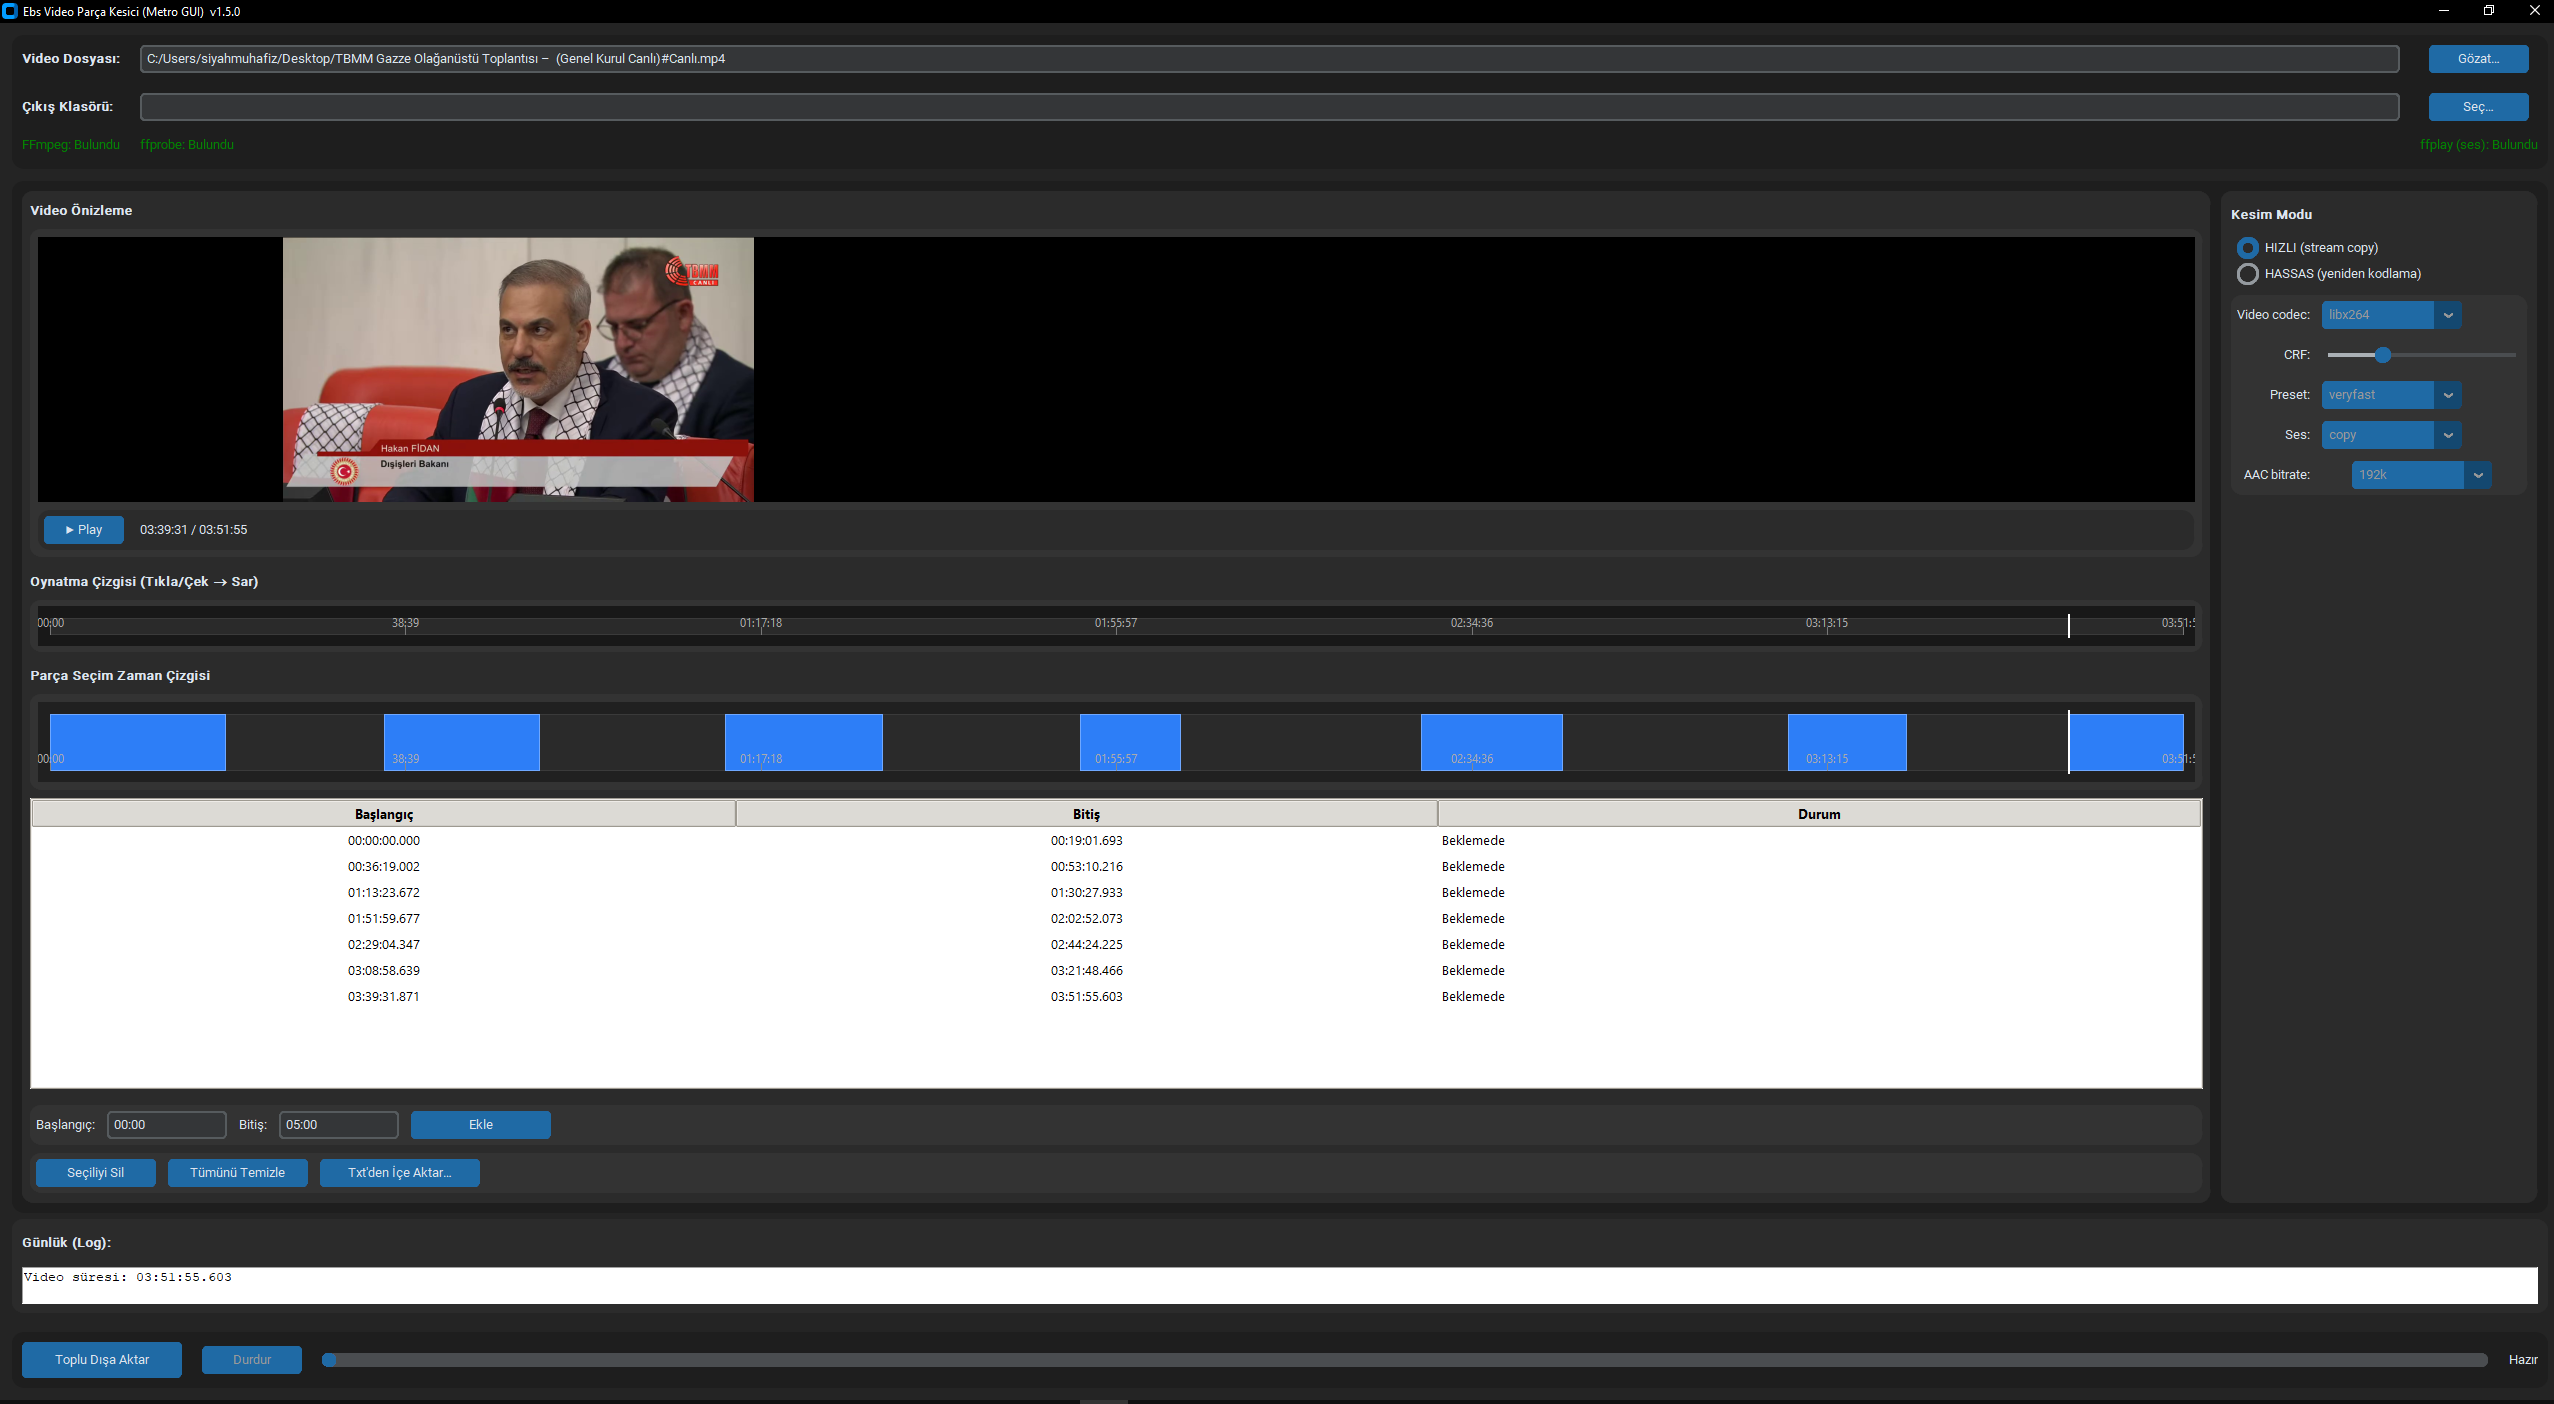 Ebs Video Parça Kesici (Metro GUI) v1.5.0
Video Dosyası: C:/Users/siyahmuhafiz/Desktop/TBMM Gazze Olağanüstü Toplantısı – (Genel Kurul Canlı)#Canlı.mp4 Gözat...
Çıkış Klasörü: Seç...
FFmpeg: Bulundu ffprobe: Bulundu ffplay (ses): Bulundu
Video Önizleme
TBMM
CANLI
Hakan FİDAN
Dışişleri Bakanı
Play 03:39:31 / 03:51:55
Oynatma Çizgisi (Tıkla/Çek → Sar)
00:00 38:39 01:17:18 01:55:57 02:34:36 03:13:15 03:51:5
Parça Seçim Zaman Çizgisi
00:00 38:39 01:17:18 01:55:57 02:34:36 03:13:15 03:51:5
Başlangıç Bitiş Durum
00:00:00.000 00:19:01.693 Beklemede
00:36:19.002 00:53:10.216 Beklemede
01:13:23.672 01:30:27.933 Beklemede
01:51:59.677 02:02:52.073 Beklemede
02:29:04.347 02:44:24.225 Beklemede
03:08:58.639 03:21:48.466 Beklemede
03:39:31.871 03:51:55.603 Beklemede
Başlangıç: 00:00 Bitiş: 05:00 Ekle
Seçiliyi Sil Tümünü Temizle Txt'den İçe Aktar...
Kesim Modu
HIZLI (stream copy)
HASSAS (yeniden kodlama)
Video codec: libx264
CRF:
Preset: veryfast
Ses: copy
AAC bitrate: 192k
Günlük (Log):
Video süresi: 03:51:55.603
Toplu Dışa Aktar Durdur Hazır